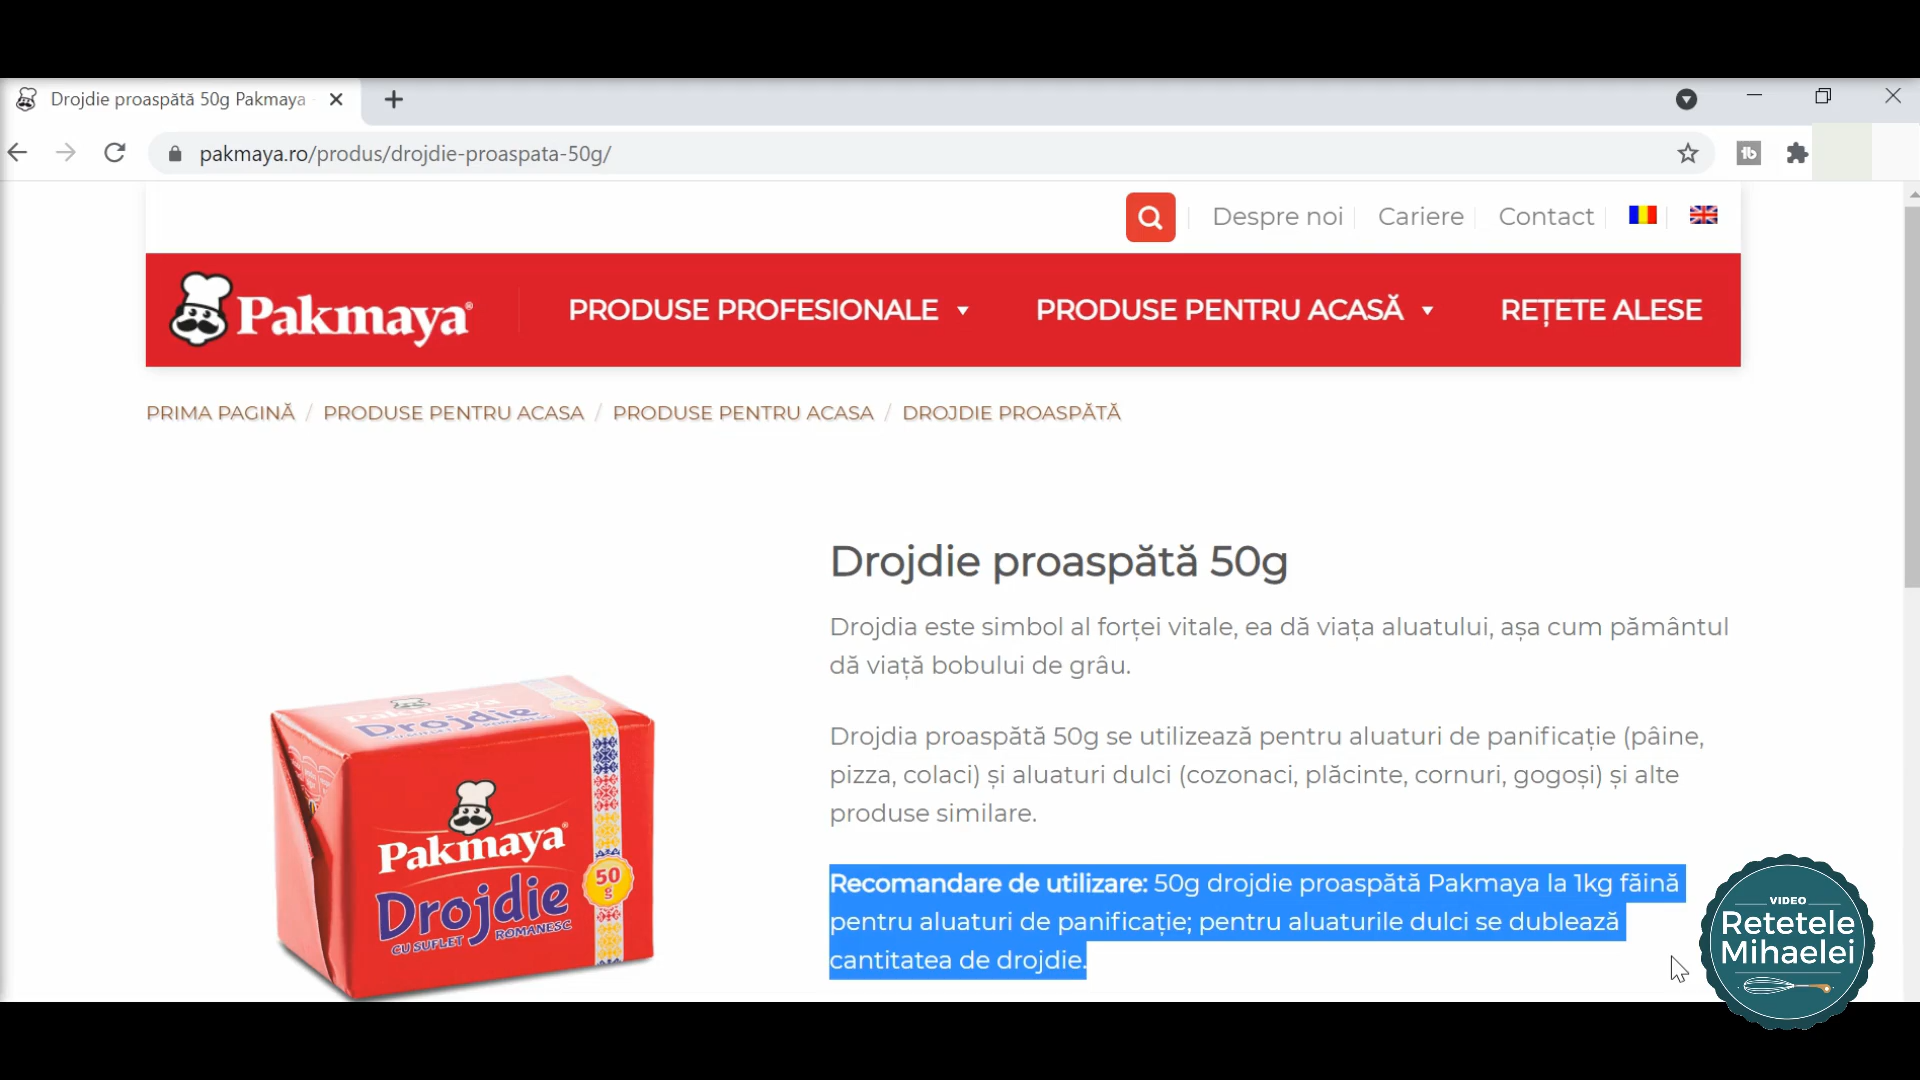 Drojdie proaspătă 50g Pakmaya
pakmaya.ro/produs/drojdie-proaspata-50g/
Despre noi
Cariere
Contact
Pakmaya®
PRODUSE PROFESIONALE
PRODUSE PENTRU ACASĂ
REȚETE ALESE
PRIMA PAGINĂ / PRODUSE PENTRU ACASA / PRODUSE PENTRU ACASA / DROJDIE PROASPĂTĂ
Drojdie proaspătă 50g
Drojdia este simbol al forței vitale, ea dă viața aluatului, așa cum pământul
dă viață bobului de grâu.
Drojdia proaspătă 50g se utilizează pentru aluaturi de panificație (pâine,
pizza, colaci) și aluaturi dulci (cozonaci, plăcinte, cornuri, gogoși) și alte
produse similare.
Recomandare de utilizare: 50g drojdie proaspătă Pakmaya la 1kg făină
pentru aluaturi de panificație; pentru aluaturile dulci se dublează
cantitatea de drojdie.
Pakmaya
Drojdie
Pakmaya®
Drojdie
CU SUFLET ROMANESC
50
g
VIDEO
Retetele
Mihaelei